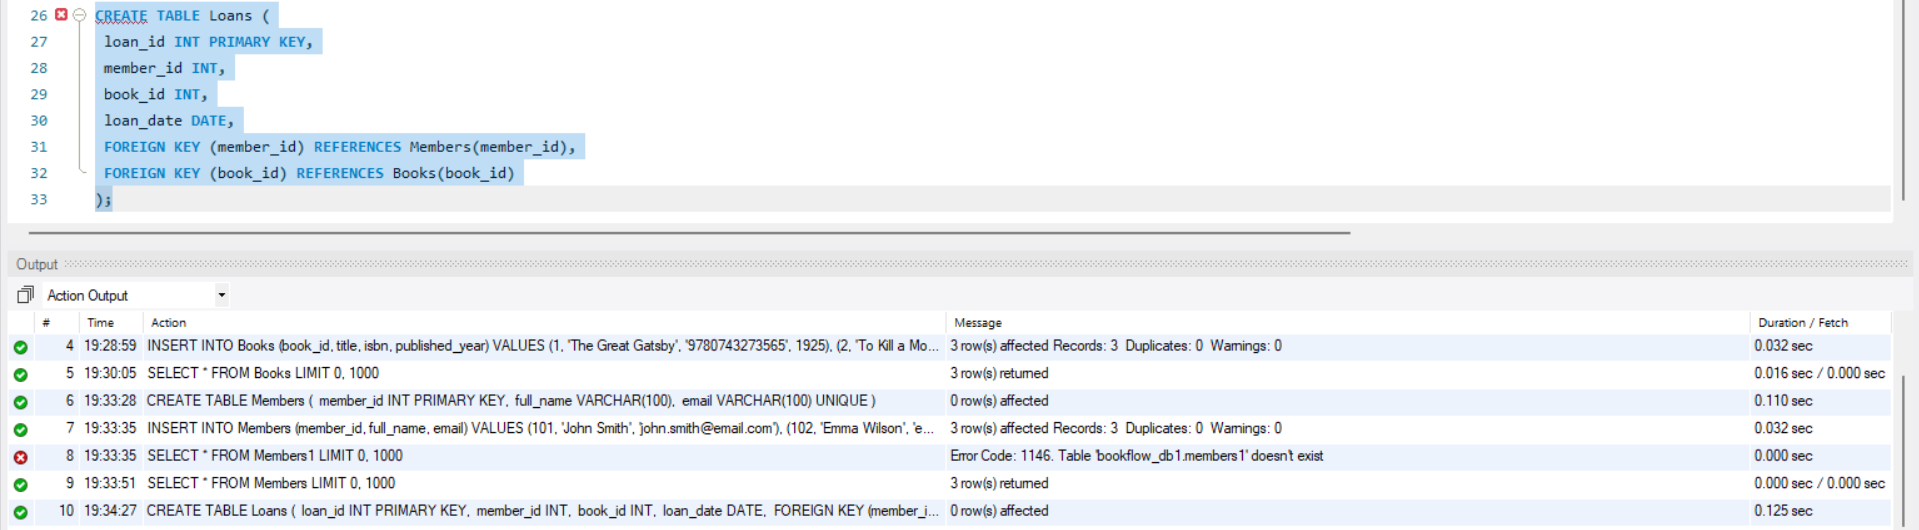 26 CREATE TABLE Loans (
27 loan_id INT PRIMARY KEY,
28 member_id INT,
29 book_id INT,
30 loan_date DATE,
31 FOREIGN KEY (member_id) REFERENCES Members(member_id),
32 FOREIGN KEY (book_id) REFERENCES Books(book_id)
33 );
Output
Action Output
# Time Action Message Duration / Fetch
4 19:28:59 INSERT INTO Books (book_id, title, isbn, published_year) VALUES (1, 'The Great Gatsby', '9780743273565', 1925), (2, 'To Kill a Mo... 3 row(s) affected Records: 3 Duplicates: 0 Warnings: 0 0.032 sec
5 19:30:05 SELECT * FROM Books LIMIT 0, 1000 3 row(s) returned 0.016 sec / 0.000 sec
6 19:33:28 CREATE TABLE Members ( member_id INT PRIMARY KEY, full_name VARCHAR(100), email VARCHAR(100) UNIQUE ) 0 row(s) affected 0.110 sec
7 19:33:35 INSERT INTO Members (member_id, full_name, email) VALUES (101, 'John Smith', 'john.smith@email.com'), (102, 'Emma Wilson', 'e... 3 row(s) affected Records: 3 Duplicates: 0 Warnings: 0 0.032 sec
8 19:33:35 SELECT * FROM Members1 LIMIT 0, 1000 Error Code: 1146. Table 'bookflow_db1.members1' doesn't exist 0.000 sec
9 19:33:51 SELECT * FROM Members LIMIT 0, 1000 3 row(s) returned 0.000 sec / 0.000 sec
10 19:34:27 CREATE TABLE Loans ( loan_id INT PRIMARY KEY, member_id INT, book_id INT, loan_date DATE, FOREIGN KEY (member_i... 0 row(s) affected 0.125 sec